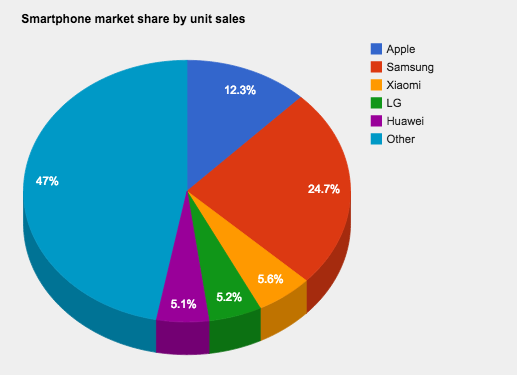 Smartphone market share by unit sales
Apple
Samsung
Xiaomi
LG
Huawei
Other
12.3%
24.7%
5.6%
5.2%
5.1%
47%